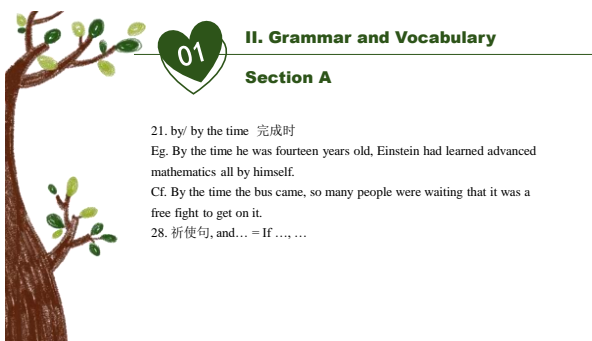 01
II. Grammar and Vocabulary
Section A
21. by/ by the time  完成时
Eg. By the time he was fourteen years old, Einstein had learned advanced
mathematics all by himself.
Cf. By the time the bus came, so many people were waiting that it was a
free fight to get on it.
28. 祈使句, and… = If …, …